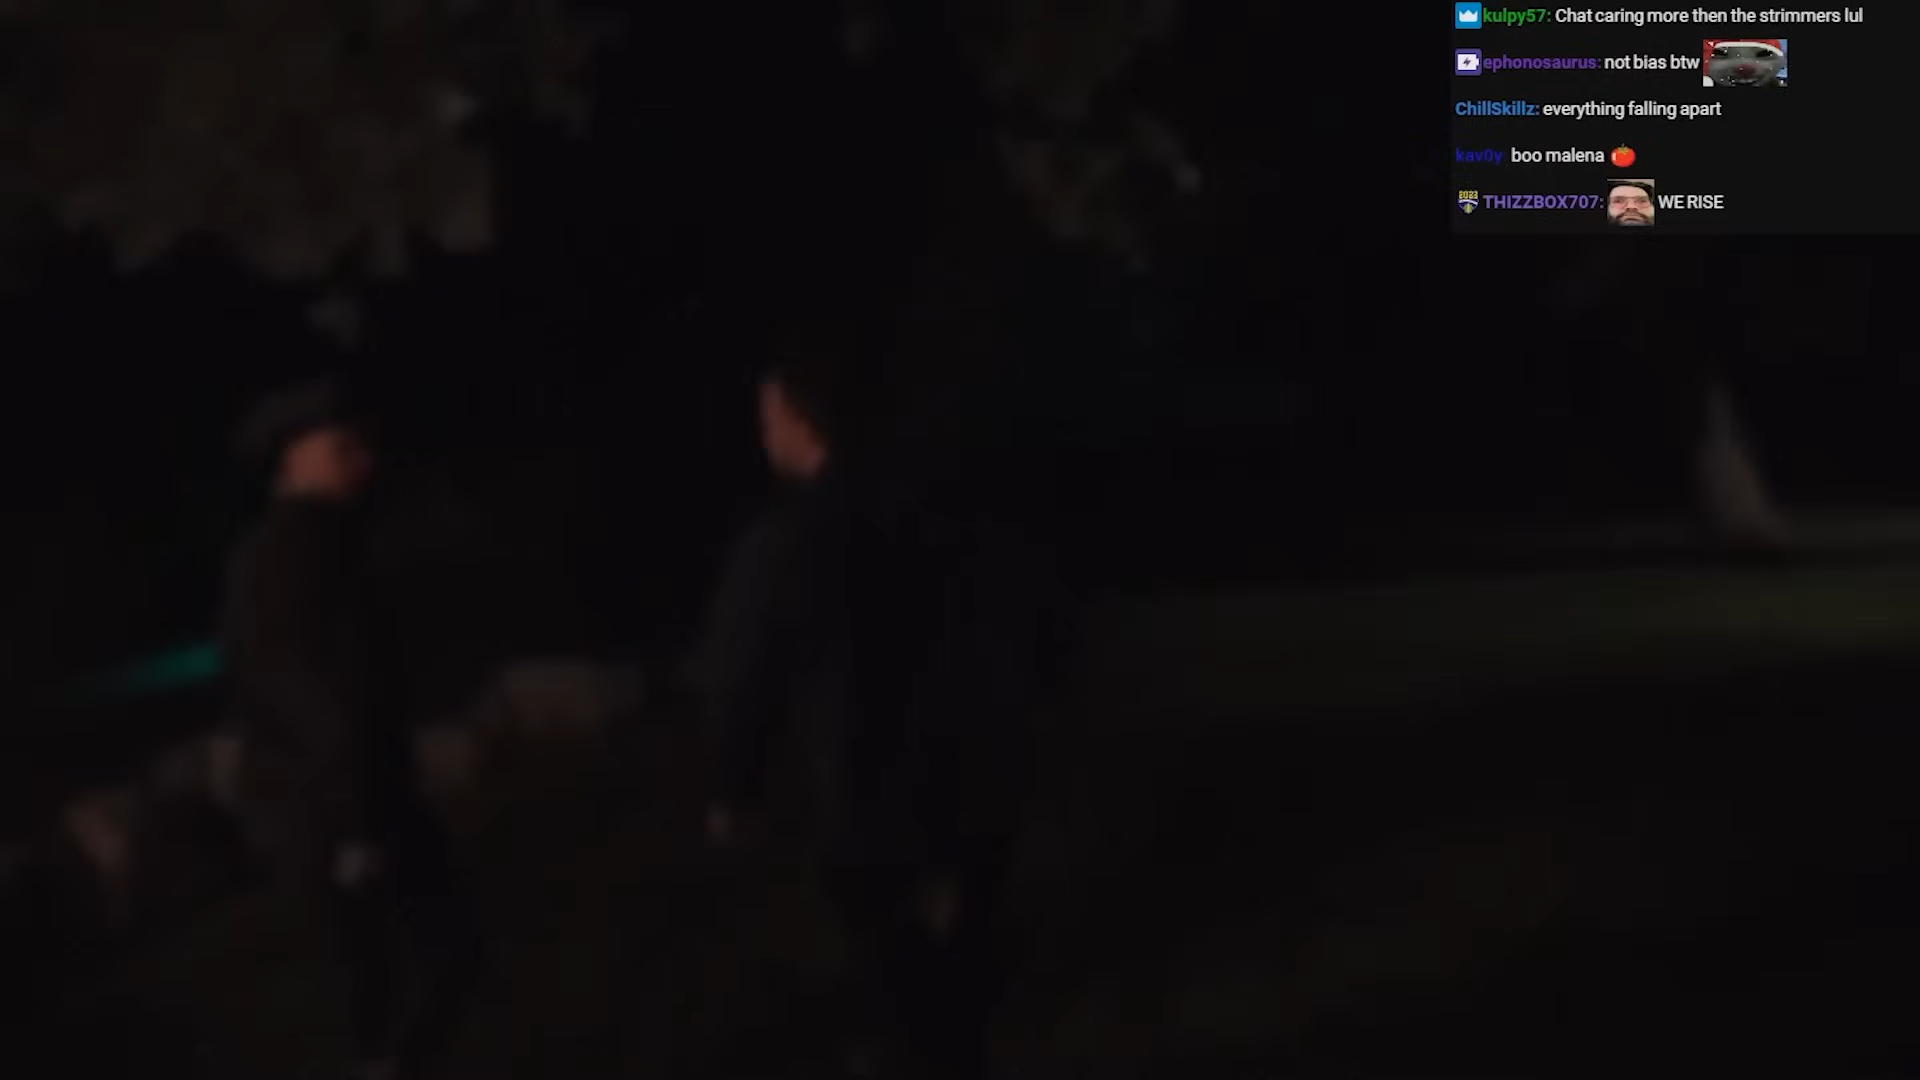 kulpy57: Chat caring more then the strimmers lul
ephonosaurus: not bias btw
ChillSkillz: everything falling apart
kav0y: boo malena
2023 THIZZBOX707: WE RISE